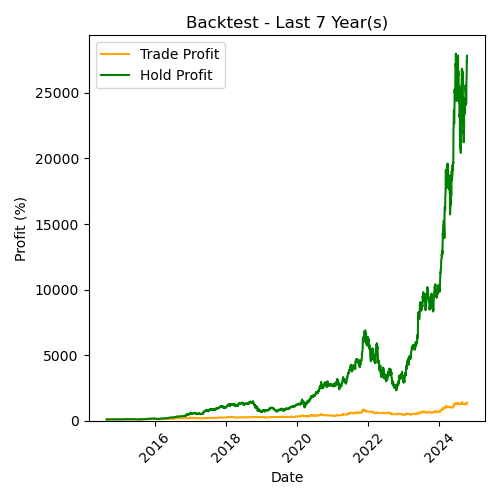 Backtest - Last 7 Year(s)
Trade Profit
Hold Profit
25000
20000
15000
10000
5000
0
Profit (%)
2016
2018
2020
2022
2024
Date